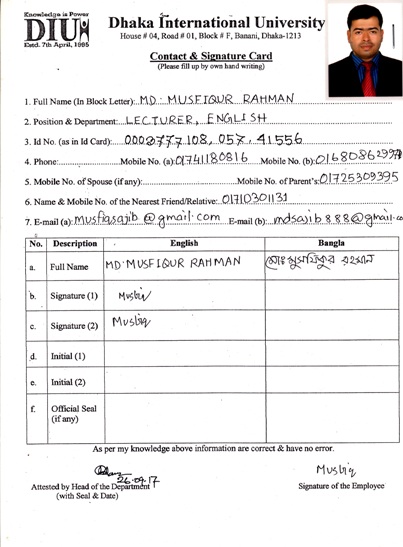 Knowledge is Power
DIU
Estd. 7th April, 1995
Dhaka International University
House # 04, Road # 01, Block # F, Banani, Dhaka-1213
Contact & Signature Card
(Please fill up by own hand writing)
1. Full Name (In Block Letter): MD. MUSFIQUR RAHMAN
2. Position & Department: LECTURER, ENGLISH
3. Id No. (as in Id Card): 0002777108, 057, 41556
4. Phone: Mobile No. (a): 01741180816 Mobile No. (b): 01680862997
5. Mobile No. of Spouse (if any): Mobile No. of Parent's: 01725309395
6. Name & Mobile No. of the Nearest Friend/Relative: 01710301131
7. E-mail (a): E-mail (b): mdsajib888@gmail.co
No. Description English Bangla
a. Full Name MD. MUSFIQUR RAHMAN মোঃ মুসফিকুর রহমান
b. Signature (1)
c. Signature (2) Musfiq
d. Initial (1)
e. Initial (2)
f. Official Seal
(if any)
As per my knowledge above information are correct & have no error.
26.09.17 Musfiq
Attested by Head of the Department Signature of the Employee
(with Seal & Date)